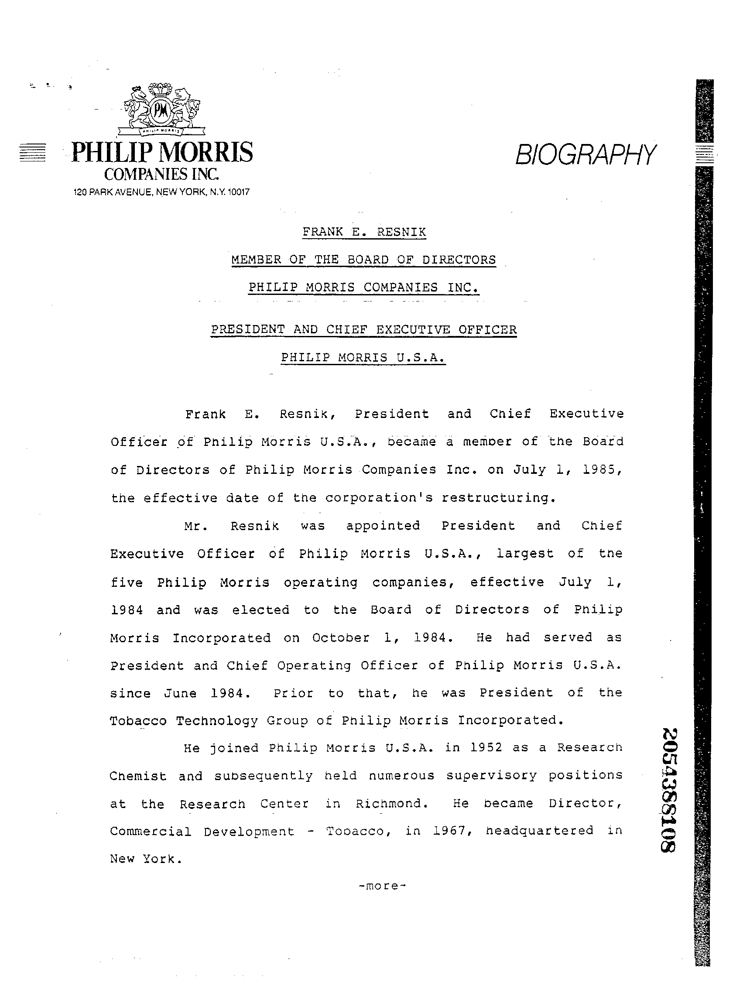 PM
PHILIP MORRIS
PHILIP MORRIS
COMPANIES INC.
120 PARK AVENUE, NEW YORK, N.Y. 10017
BIOGRAPHY
FRANK E. RESNIK
MEMBER OF THE BOARD OF DIRECTORS
PHILIP MORRIS COMPANIES INC.
PRESIDENT AND CHIEF EXECUTIVE OFFICER
PHILIP MORRIS U.S.A.
Frank E. Resnik, President and Chief Executive
Officer of Philip Morris U.S.A., became a member of the Board
of Directors of Philip Morris Companies Inc. on July 1, 1985,
the effective date of the corporation's restructuring.
Mr. Resnik was appointed President and Chief
Executive Officer of Philip Morris U.S.A., largest of the
five Philip Morris operating companies, effective July 1,
1984 and was elected to the Board of Directors of Philip
Morris Incorporated on October 1, 1984. He had served as
President and Chief Operating Officer of Philip Morris U.S.A.
since June 1984. Prior to that, he was President of the
Tobacco Technology Group of Philip Morris Incorporated.
He joined Philip Morris U.S.A. in 1952 as a Research
Chemist and subsequently held numerous supervisory positions
at the Research Center in Richmond. He became Director,
Commercial Development - Tobacco, in 1967, headquartered in
New York.
-more-
2054388108